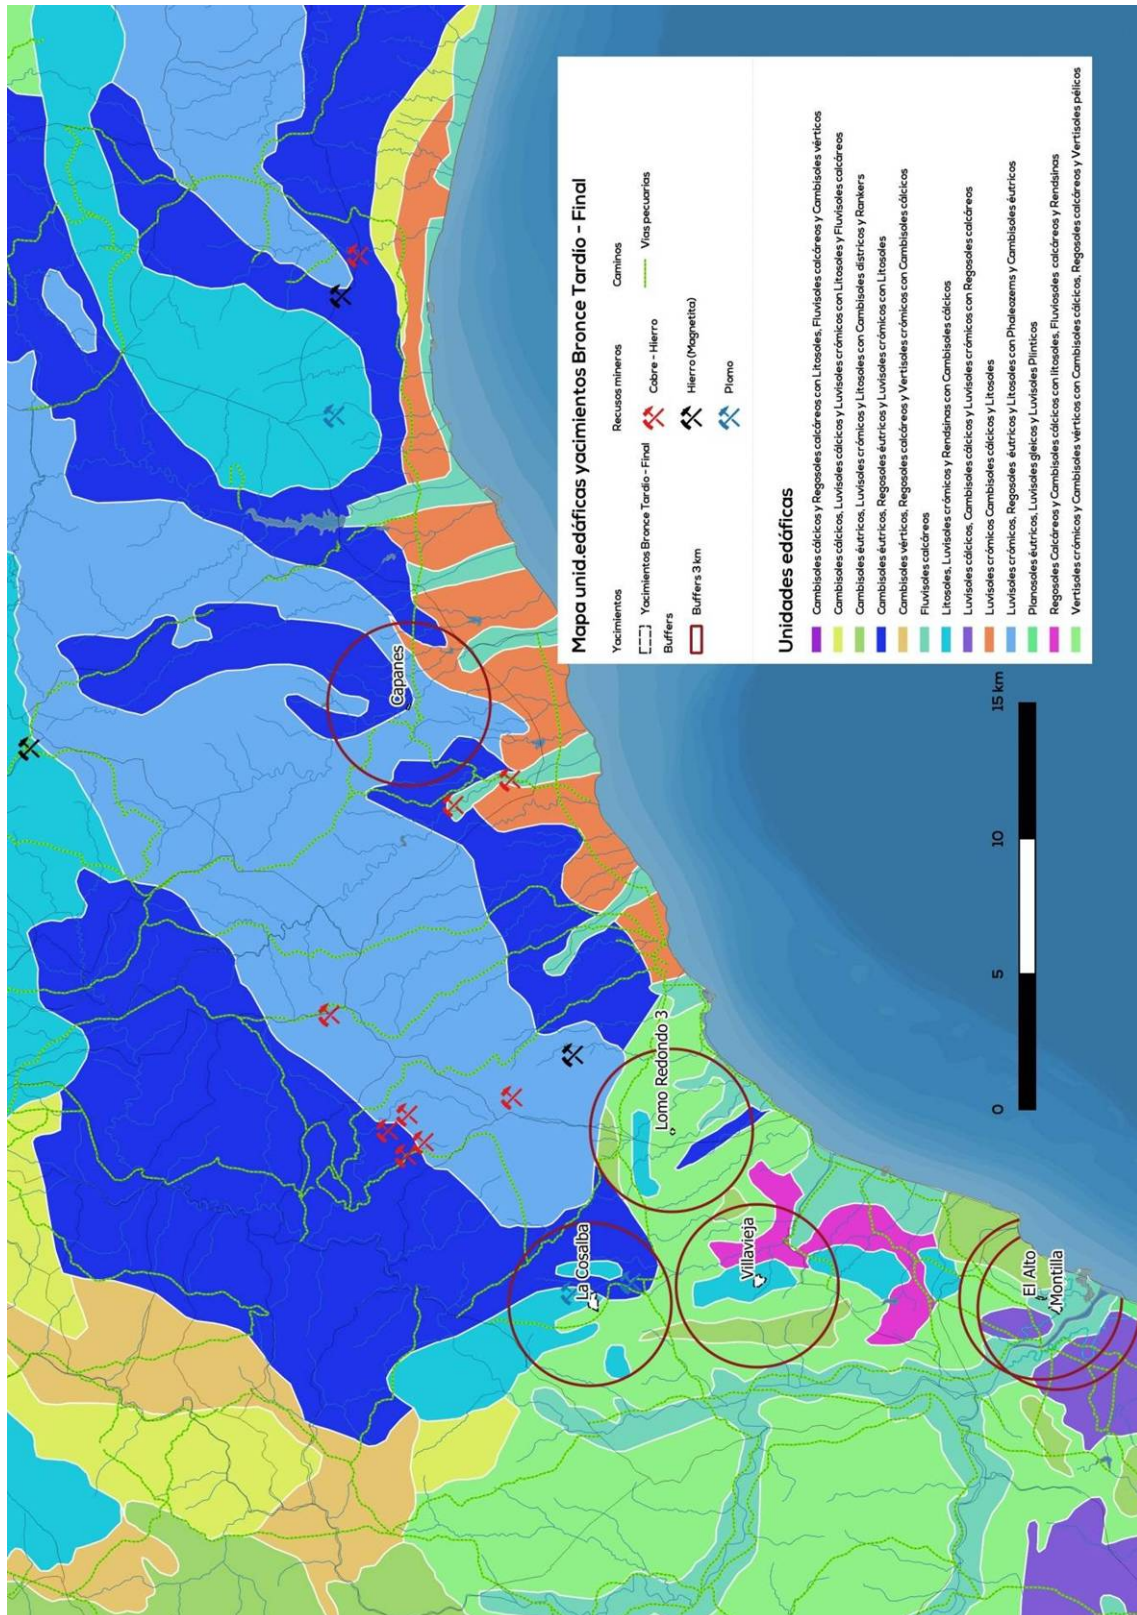 Mapa unid.edáficas yacimientos Bronce Tardío - Final
Yacimientos
Yacimientos Bronce Tardío - Final
Buffers
Buffers 3 km
Recusos mineros
Cobre - Hierro
Hierro (Magnetita)
Plomo
Caminos
Vias pecuarias
Unidades edáficas
Cambisoles cálcicos y Regosoles calcáreos con Litosoles, Fluvisoles calcáreos y Cambisoles vérticos
Cambisoles cálcicos, Luvisoles cálcicos y Luvisoles crómicos con Litosoles y Fluvisoles calcáreos
Cambisoles éutricos, Luvisoles crómicos y Litosoles con Cambisoles districos y Rankers
Cambisoles éutricos, Regosoles éutricos y Luvisoles crómicos con Litosoles
Cambisoles vérticos, Regosoles calcáreos y Vertisoles crómicos con Cambisoles cálcicos
Fluvisoles calcáreos
Litosoles, Luvisoles crómicos y Rendsinas con Cambisoles cálcicos
Luvisoles cálcicos, Cambisoles cálcicos y Luvisoles crómicos con Regosoles calcáreos
Luvisoles crómicos Cambisoles cálcicos y Litosoles
Luvisoles crómicos, Regosoles éutricos y Litosoles con Phaleozems y Cambisoles éutricos
Planosoles éutricos, Luvisoles gleicos y Luvisoles Plínticos
Regosoles Calcáreos y Cambisoles cálcicos con litosoles, Fluviosoles calcáreos y Rendsinas
Vertisoles crómicos y Cambisoles vérticos con Cambisoles cálcicos, Regosoles calcáreos y Vertisoles pélicos
Capanes
Lomo Redondo 3
La Cosalba
Villavieja
El Alto
Montilla
0 5 10 15 km